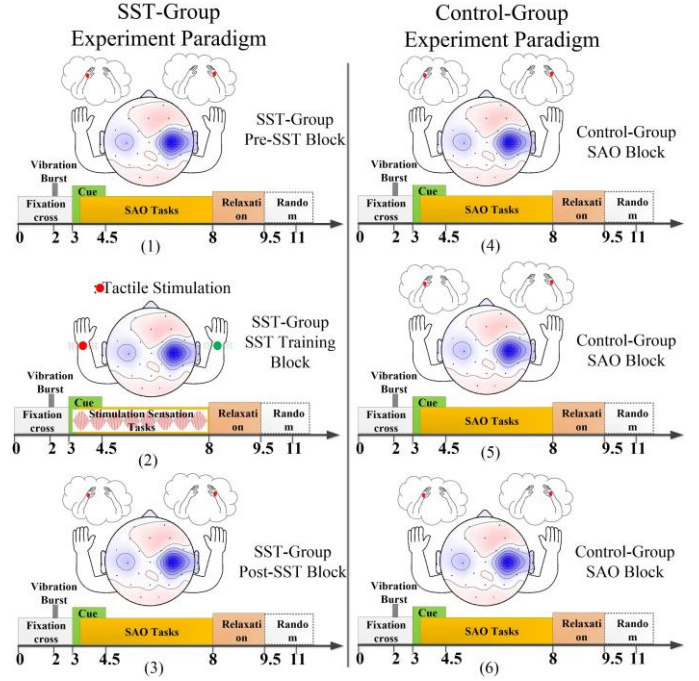 SST-Group
Experiment Paradigm
SST-Group
Pre-SST Block
Vibration
Burst
Fixation
cross
Cue
SAO Tasks
Relaxati
on
Rando
m
0 2 3 4.5 8 9.5 11
(1)
:Tactile Stimulation
SST-Group
SST Training
Block
Vibration
Burst
Fixation
cross
Cue
Stimulation Sensation
Tasks
Relaxati
on
Rando
m
0 2 3 4.5 8 9.5 11
(2)
SST-Group
Post-SST Block
Vibration
Burst
Fixation
cross
Cue
SAO Tasks
Relaxati
on
Rando
m
0 2 3 4.5 8 9.5 11
(3)
Control-Group
Experiment Paradigm
Control-Group
SAO Block
Vibration
Burst
Fixation
cross
Cue
SAO Tasks
Relaxati
on
Rando
m
0 2 3 4.5 8 9.5 11
(4)
Control-Group
SAO Block
Vibration
Burst
Fixation
cross
Cue
SAO Tasks
Relaxati
on
Rando
m
0 2 3 4.5 8 9.5 11
(5)
Control-Group
SAO Block
Vibration
Burst
Fixation
cross
Cue
SAO Tasks
Relaxati
on
Rando
m
0 2 3 4.5 8 9.5 11
(6)